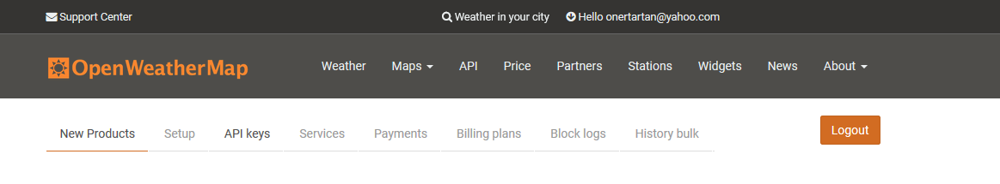 Support Center Weather in your city Hello onertartan@yahoo.com
OpenWeatherMap Weather Maps API Price Partners Stations Widgets News About
New Products Setup API keys Services Payments Billing plans Block logs History bulk Logout